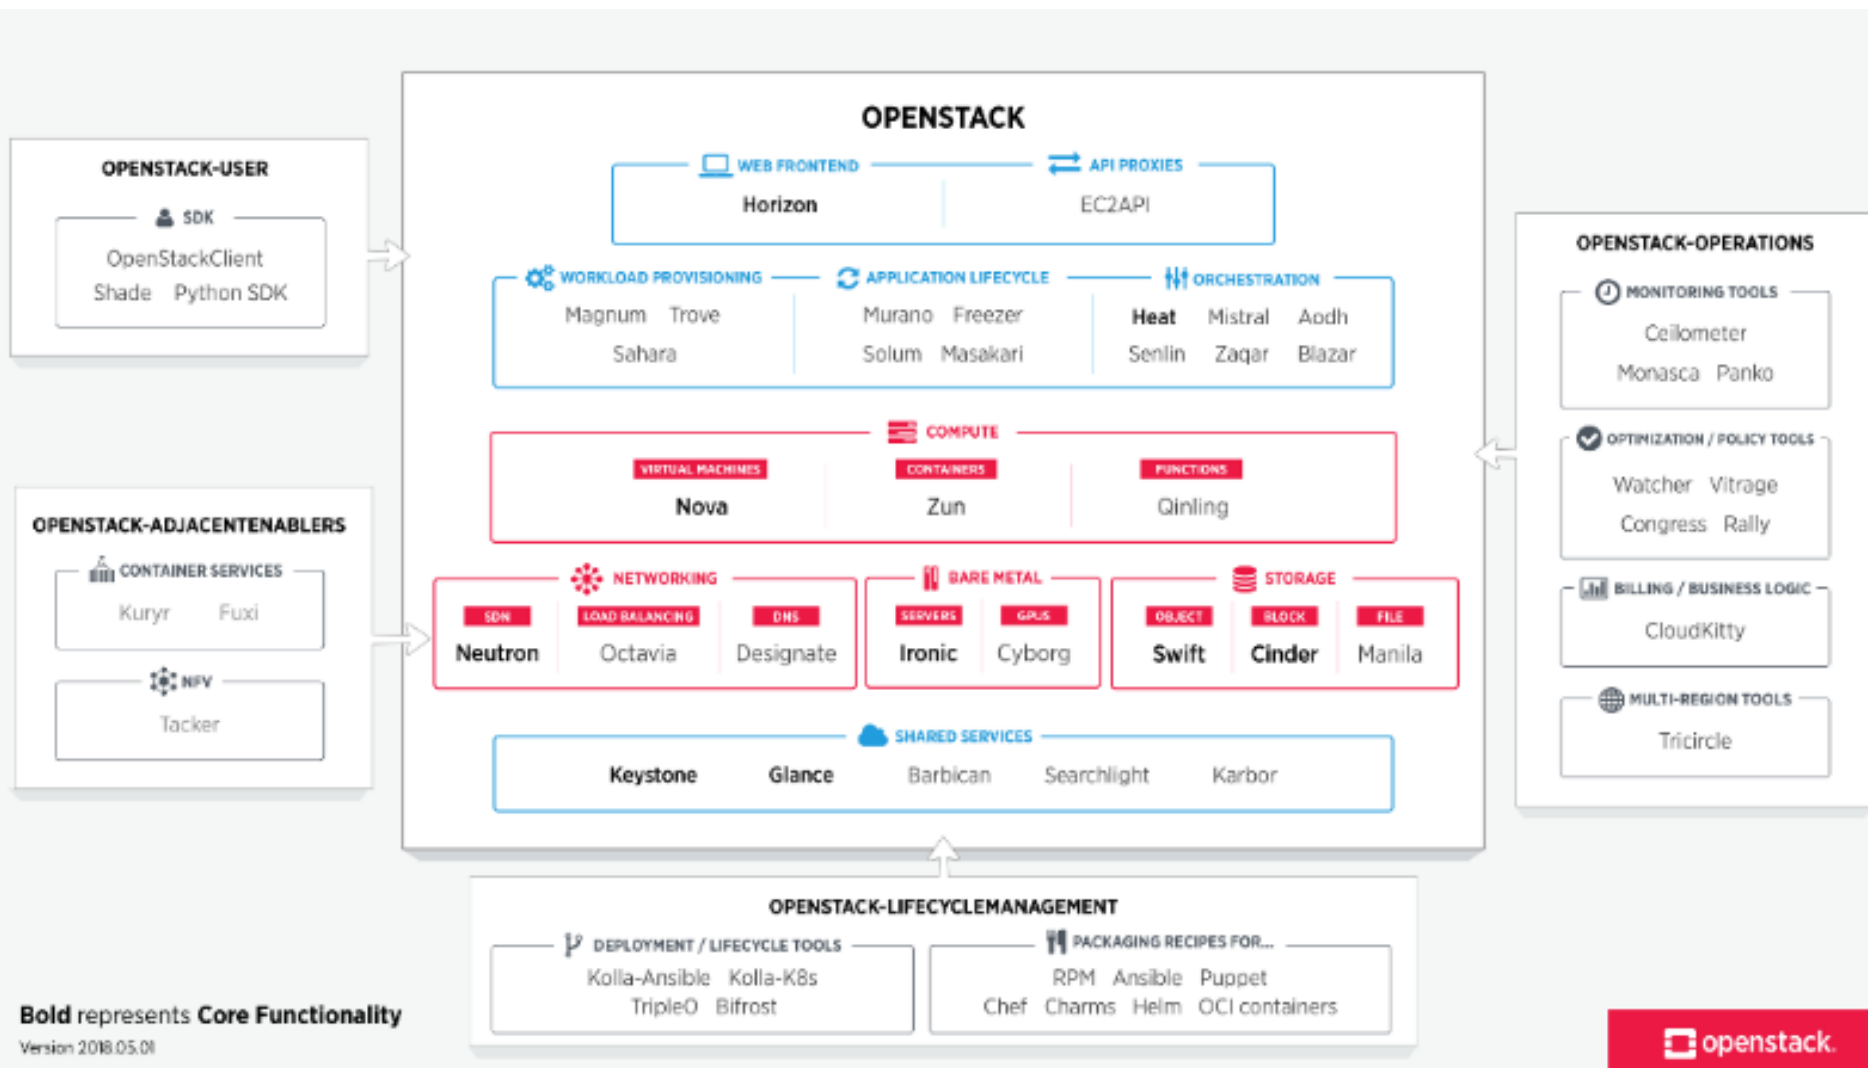 OPENSTACK
WEB FRONTEND
API PROXIES
Horizon
EC2API
WORKLOAD PROVISIONING
APPLICATION LIFECYCLE
ORCHESTRATION
Magnum Trove
Sahara
Murano Freezer
Solum Masakari
Heat Mistral Aodh
Senlin Zaqar Blazar
COMPUTE
VIRTUAL MACHINES
CONTAINERS
FUNCTIONS
Nova
Zun
Qinling
NETWORKING
SDN
LOAD BALANCING
DNS
Neutron
Octavia
Designate
BARE METAL
SERVERS
GPUS
Ironic
Cyborg
STORAGE
OBJECT
BLOCK
FILE
Swift
Cinder
Manila
SHARED SERVICES
Keystone Glance Barbican Searchlight Karbor
OPENSTACK-USER
SDK
OpenStackClient
Shade Python SDK
OPENSTACK-ADJACENTENABLERS
CONTAINER SERVICES
Kuryr Fuxi
NFV
Tacker
OPENSTACK-OPERATIONS
MONITORING TOOLS
Ceilometer
Monasca Panko
OPTIMIZATION / POLICY TOOLS
Watcher Vitrage
Congress Rally
BILLING / BUSINESS LOGIC
CloudKitty
MULTI-REGION TOOLS
Tricircle
OPENSTACK-LIFECYCLEMANAGEMENT
DEPLOYMENT / LIFECYCLE TOOLS
Kolla-Ansible Kolla-K8s
TripleO Bifrost
PACKAGING RECIPES FOR...
RPM Ansible Puppet
Chef Charms Helm OCI containers
Bold represents Core Functionality
Version 2018.05.01
openstack.